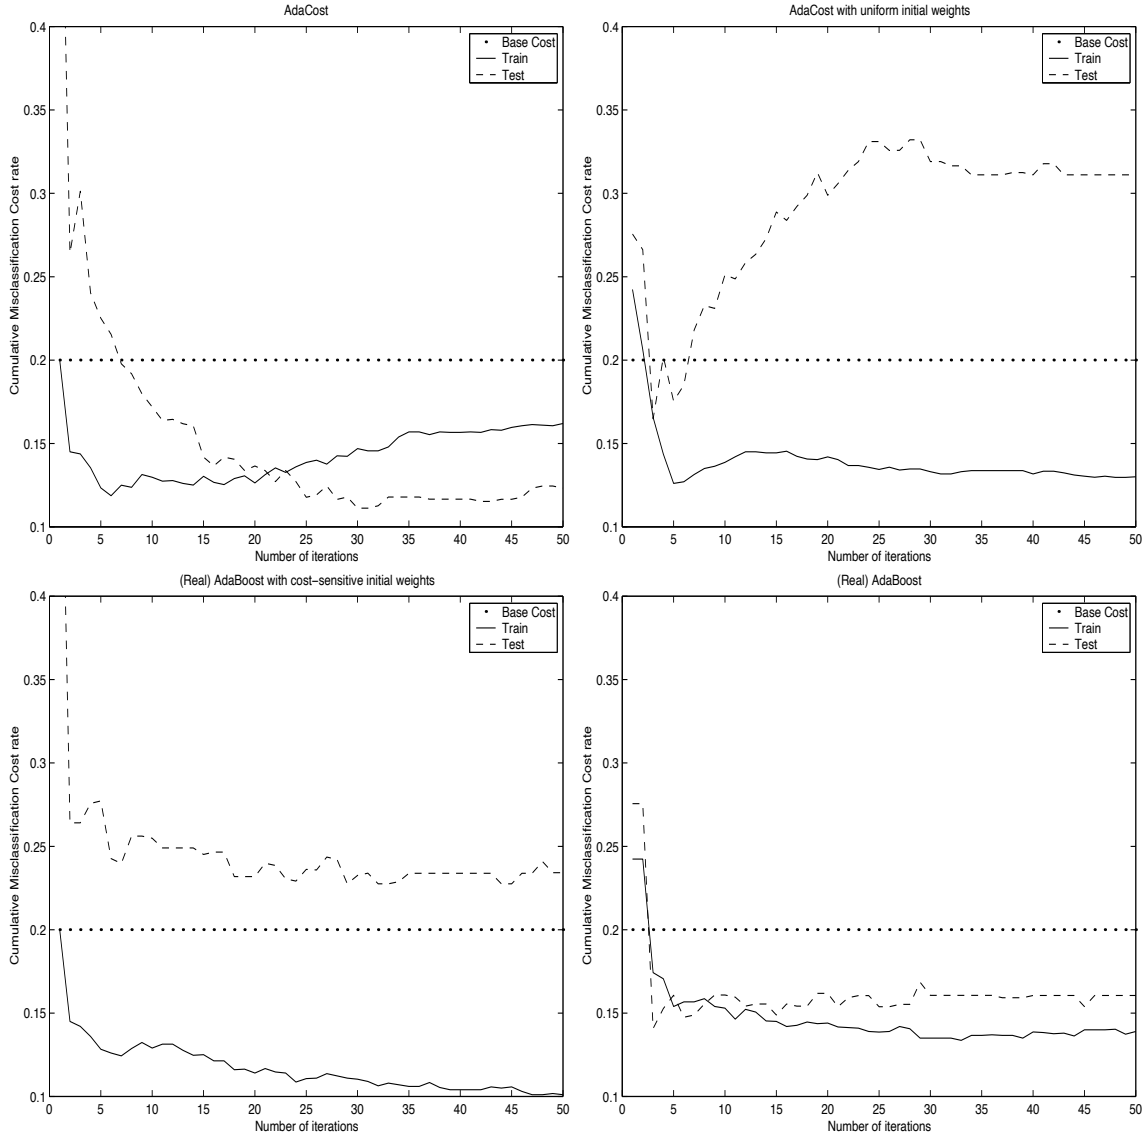 AdaCost
Cumulative Misclassification Cost rate
0.4
0.35
0.3
0.25
0.2
0.15
0.1
Base Cost
Train
Test
0 5 10 15 20 25 30 35 40 45 50
Number of iterations
AdaCost with uniform initial weights
Cumulative Misclassification Cost rate
0.4
0.35
0.3
0.25
0.2
0.15
0.1
Base Cost
Train
Test
0 5 10 15 20 25 30 35 40 45 50
Number of iterations
(Real) AdaBoost with cost−sensitive initial weights
Cumulative Misclassification Cost rate
0.4
0.35
0.3
0.25
0.2
0.15
0.1
Base Cost
Train
Test
0 5 10 15 20 25 30 35 40 45 50
Number of iterations
(Real) AdaBoost
Cumulative Misclassification Cost rate
0.4
0.35
0.3
0.25
0.2
0.15
0.1
Base Cost
Train
Test
0 5 10 15 20 25 30 35 40 45 50
Number of iterations